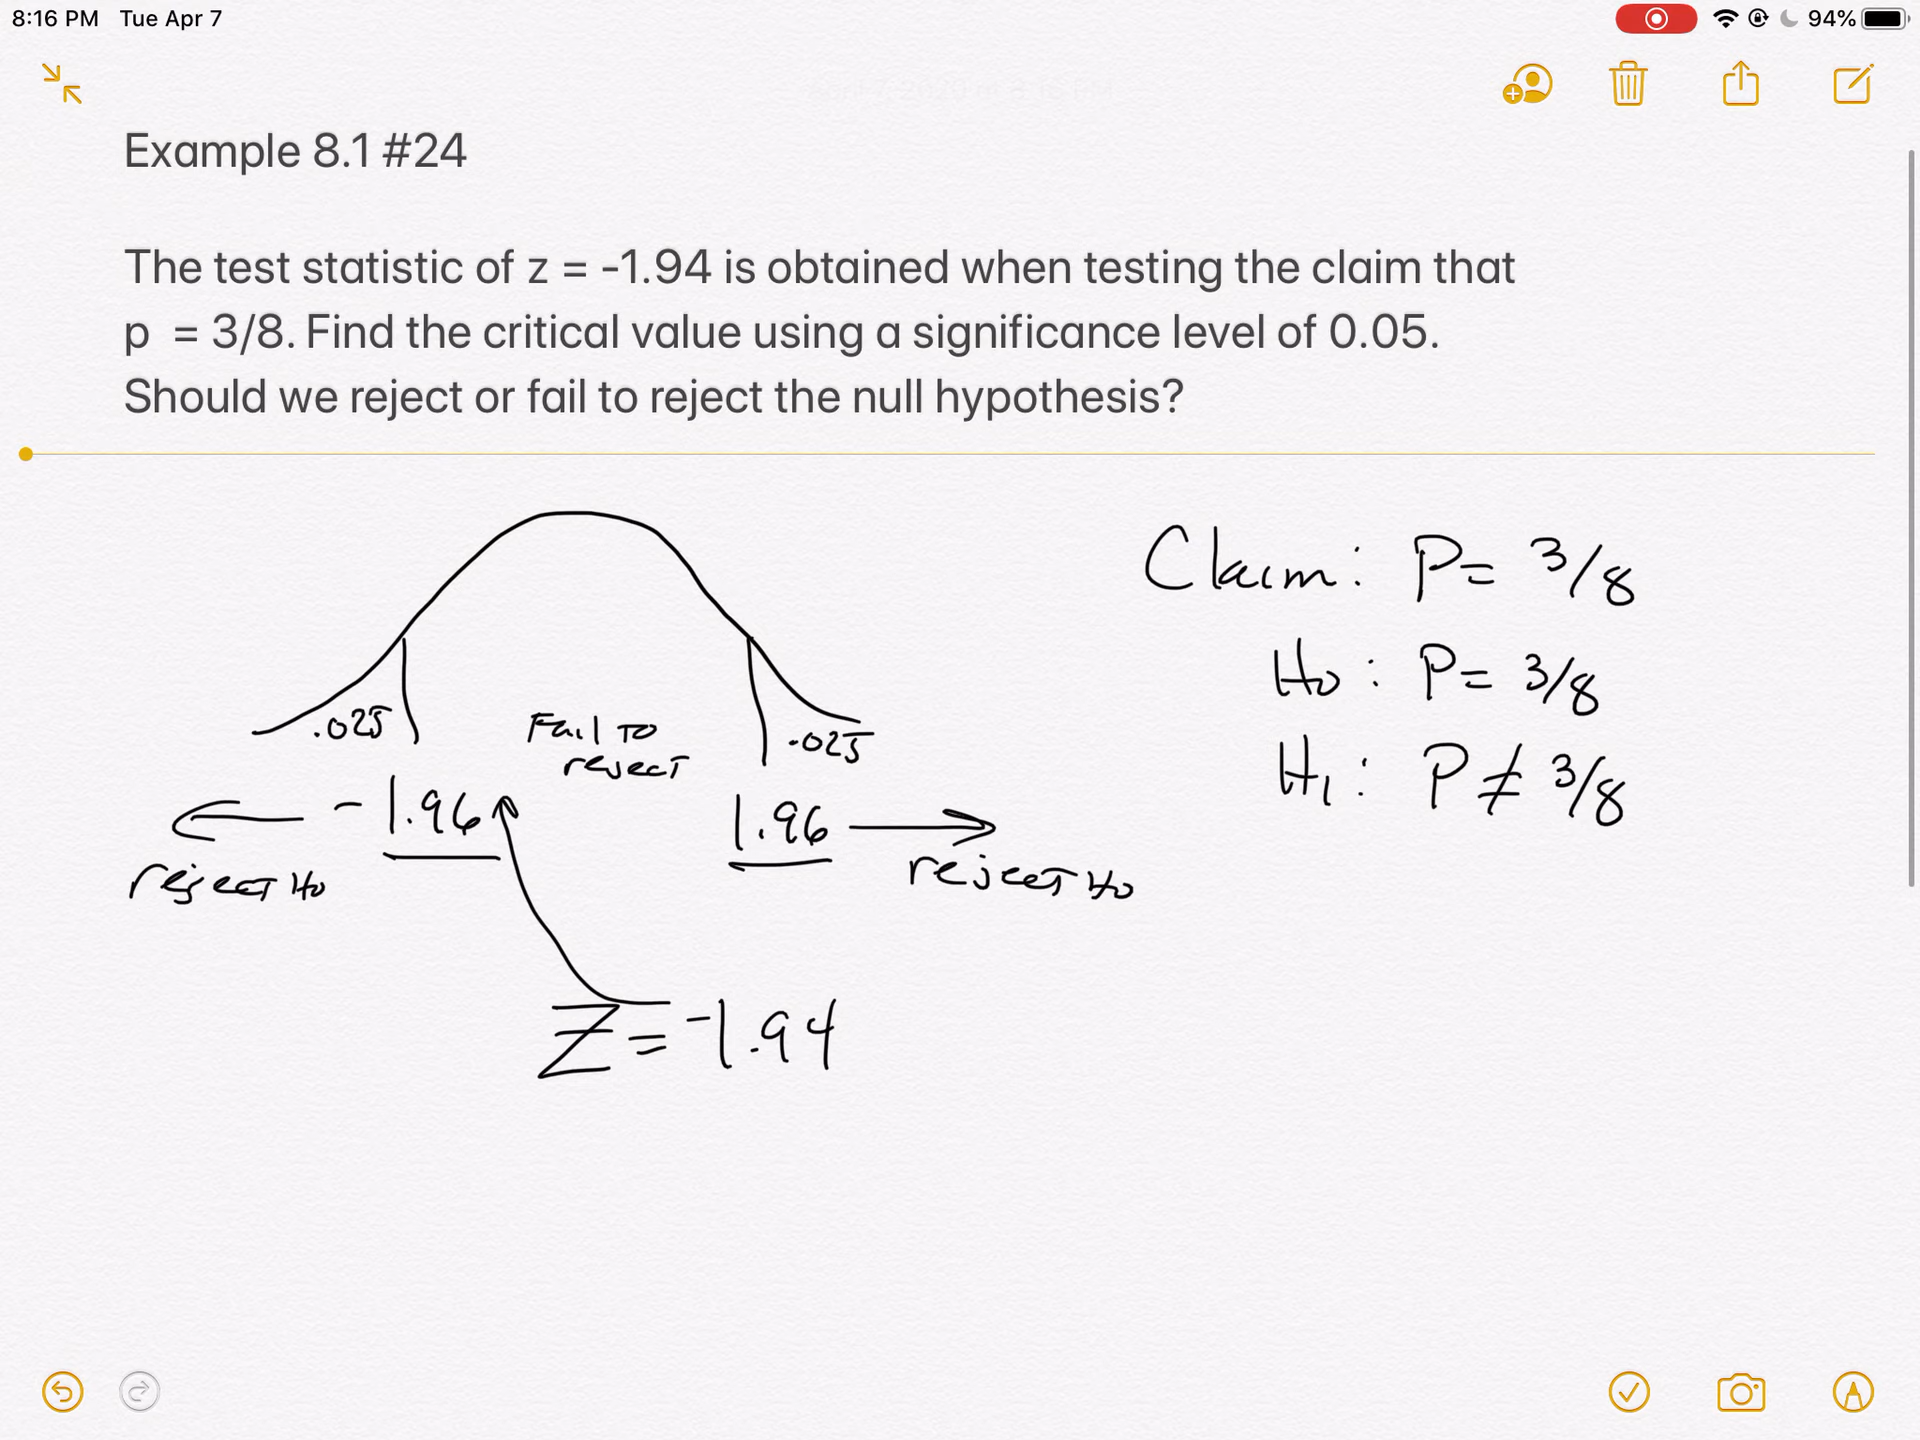 8:16 PM Tue Apr 7
94%
Example 8.1 #24
The test statistic of z = -1.94 is obtained when testing the claim that
p = 3/8. Find the critical value using a significance level of 0.05.
Should we reject or fail to reject the null hypothesis?
Claim: P= 3/8
Ho: P= 3/8
H1: P≠ 3/8
.025
Fail To
reject
.025
-1.96
1.96
reject Ho
reject Ho
Z=-1.94